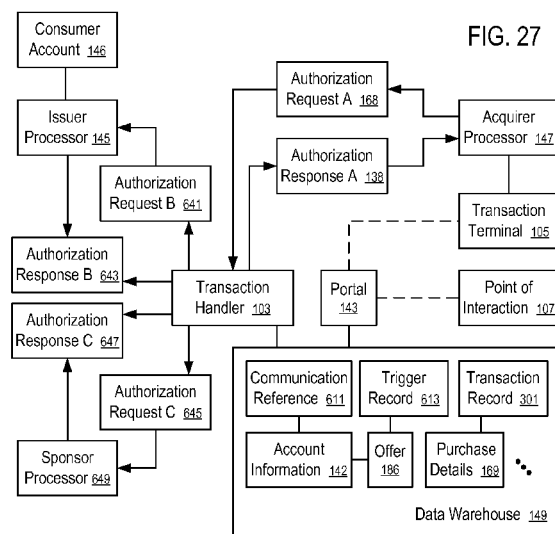 FIG. 27
Consumer
Account 146
Issuer
Processor 145
Authorization
Request B 641
Authorization
Response B 643
Authorization
Response C 647
Authorization
Request C 645
Sponsor
Processor 649
Transaction
Handler 103
Authorization
Request A 168
Authorization
Response A 138
Acquirer
Processor 147
Transaction
Terminal 105
Portal
143
Point of
Interaction 107
Communication
Reference 611
Trigger
Record 613
Transaction
Record 301
Account
Information 142
Offer
186
Purchase
Details 169
Data Warehouse 149